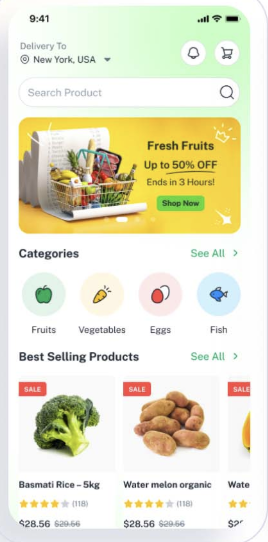 9:41
Delivery To
New York, USA
Search Product
Fresh Fruits
Up to 50% OFF
Ends in 3 Hours!
Shop Now
Categories
See All
Fruits
Vegetables
Eggs
Fish
Best Selling Products
See All
SALE
SALE
SALE
Basmati Rice – 5kg
Water melon organic
Wate
(118)
(118)
$28.56 $29.56
$28.56 $29.56